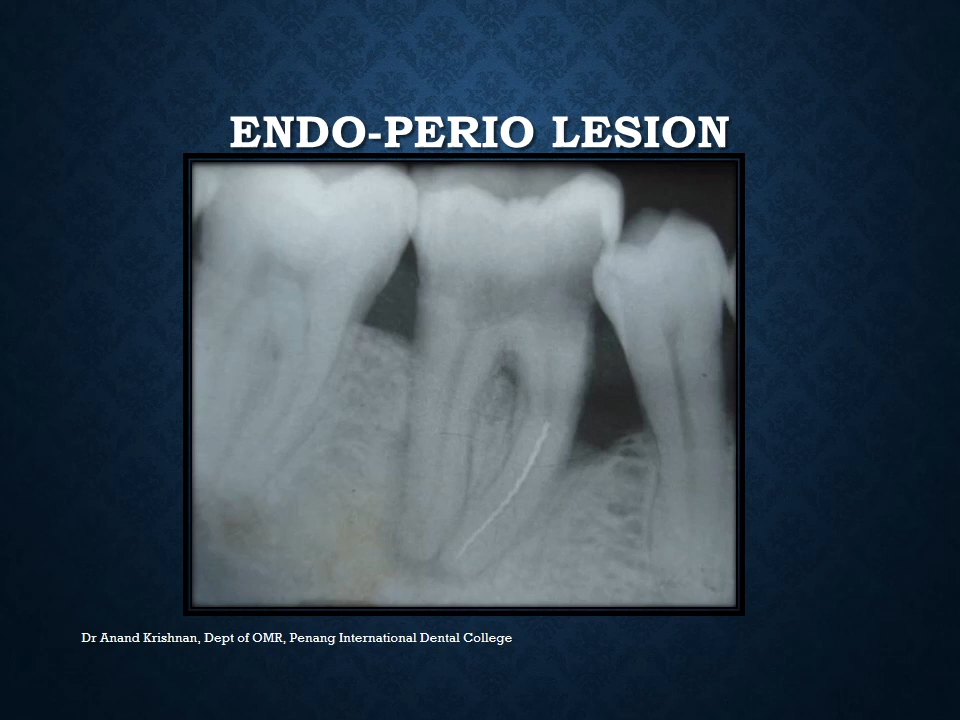 ENDO-PERIO LESION
Dr Anand Krishnan, Dept of OMR, Penang International Dental College